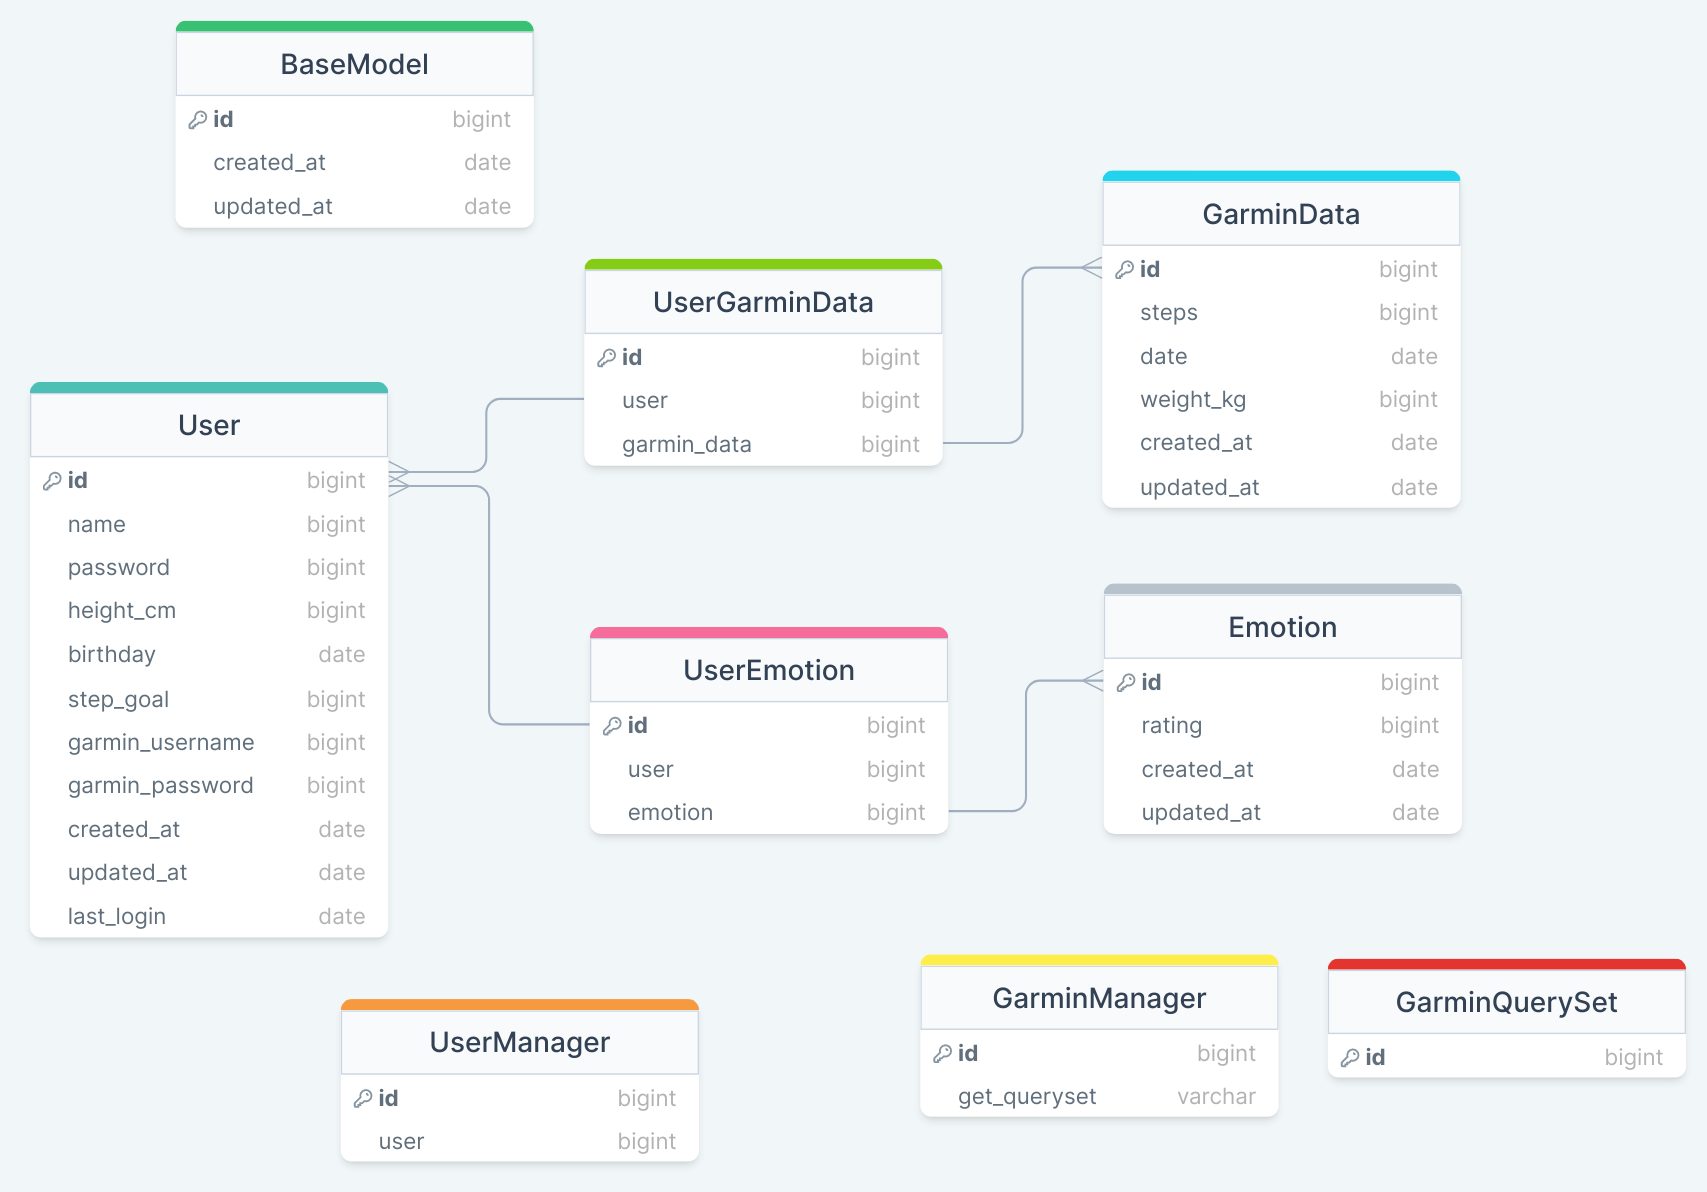 BaseModel
id bigint
created_at date
updated_at date
GarminData
id bigint
steps bigint
date date
weight_kg bigint
created_at date
updated_at date
UserGarminData
id bigint
user bigint
garmin_data bigint
User
id bigint
name bigint
password bigint
height_cm bigint
birthday date
step_goal bigint
garmin_username bigint
garmin_password bigint
created_at date
updated_at date
last_login date
UserEmotion
id bigint
user bigint
emotion bigint
Emotion
id bigint
rating bigint
created_at date
updated_at date
UserManager
id bigint
user bigint
GarminManager
id bigint
get_queryset varchar
GarminQuerySet
id bigint